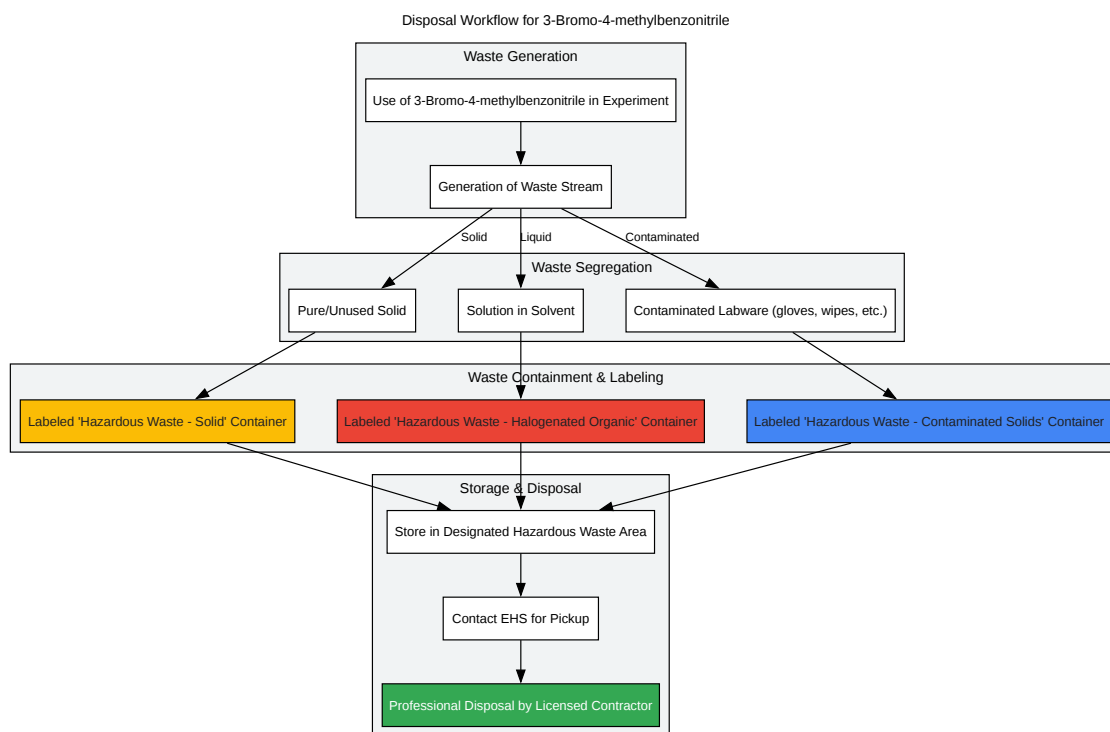 Disposal Workflow for 3-Bromo-4-methylbenzonitrile
Waste Generation
Use of 3-Bromo-4-methylbenzonitrile in Experiment
Generation of Waste Stream
Solid
Liquid
Contaminated
Waste Segregation
Pure/Unused Solid
Solution in Solvent
Contaminated Labware (gloves, wipes, etc.)
Waste Containment & Labeling
Labeled 'Hazardous Waste - Solid' Container
Labeled 'Hazardous Waste - Halogenated Organic' Container
Labeled 'Hazardous Waste - Contaminated Solids' Container
Storage & Disposal
Store in Designated Hazardous Waste Area
Contact EHS for Pickup
Professional Disposal by Licensed Contractor